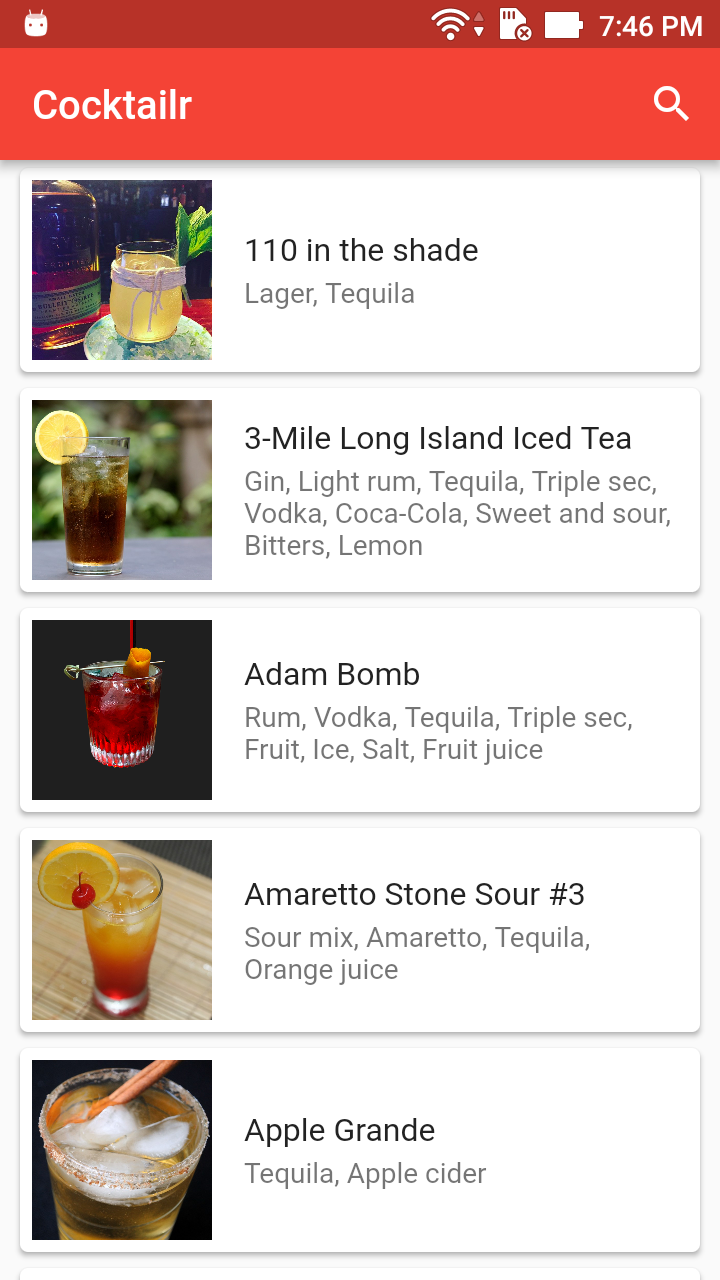 7:46 PM
Cocktailr
110 in the shade
Lager, Tequila
3-Mile Long Island Iced Tea
Gin, Light rum, Tequila, Triple sec,
Vodka, Coca-Cola, Sweet and sour,
Bitters, Lemon
Adam Bomb
Rum, Vodka, Tequila, Triple sec,
Fruit, Ice, Salt, Fruit juice
Amaretto Stone Sour #3
Sour mix, Amaretto, Tequila,
Orange juice
Apple Grande
Tequila, Apple cider